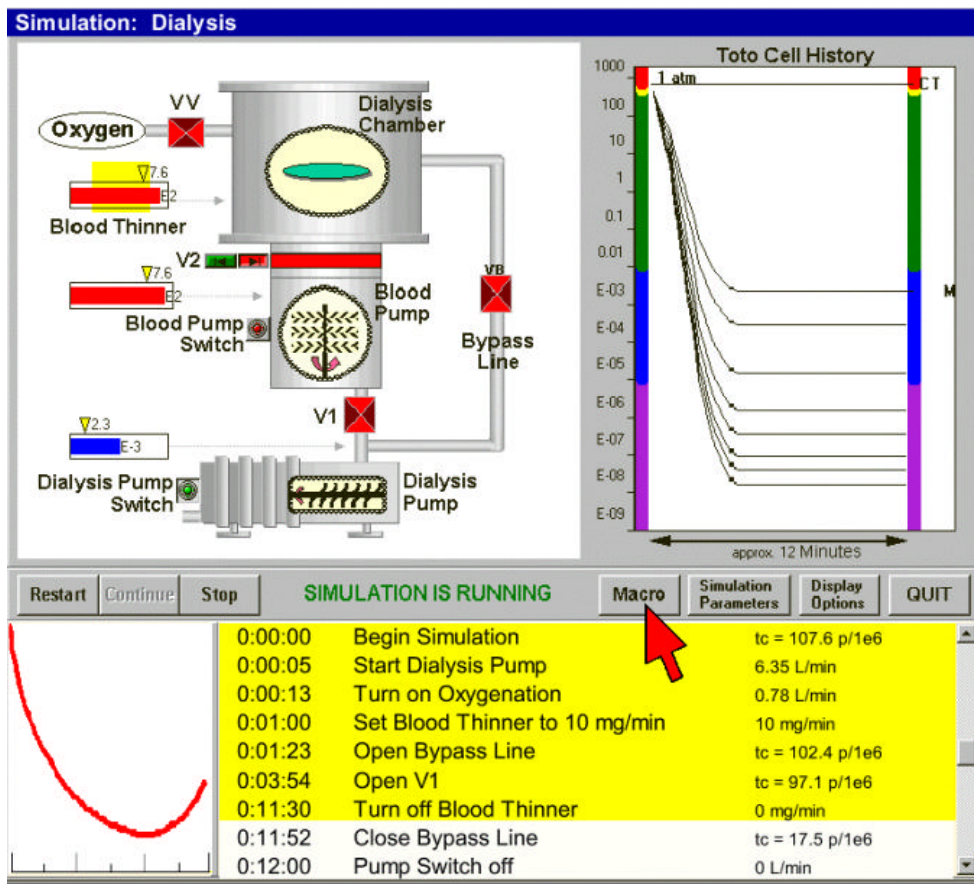 Simulation: Dialysis
Oxygen
VV
Dialysis
Chamber
7.6
E2
Blood Thinner
V2
7.6
E2
Blood
Pump
Blood Pump
Switch
VB
Bypass
Line
V1
2.3
E-3
Dialysis Pump
Switch
Dialysis
Pump
Toto Cell History
1000
1 atm
CT
100
10
1
0.1
0.01
E-03
M
E-04
E-05
E-06
E-07
E-08
E-09
approx. 12 Minutes
Restart Continue Stop SIMULATION IS RUNNING Macro Simulation Parameters Display Options QUIT
0:00:00 Begin Simulation tc = 107.6 p/1e6
0:00:05 Start Dialysis Pump 6.35 L/min
0:00:13 Turn on Oxygenation 0.78 L/min
0:01:00 Set Blood Thinner to 10 mg/min 10 mg/min
0:01:23 Open Bypass Line tc = 102.4 p/1e6
0:03:54 Open V1 tc = 97.1 p/1e6
0:11:30 Turn off Blood Thinner 0 mg/min
0:11:52 Close Bypass Line tc = 17.5 p/1e6
0:12:00 Pump Switch off 0 L/min